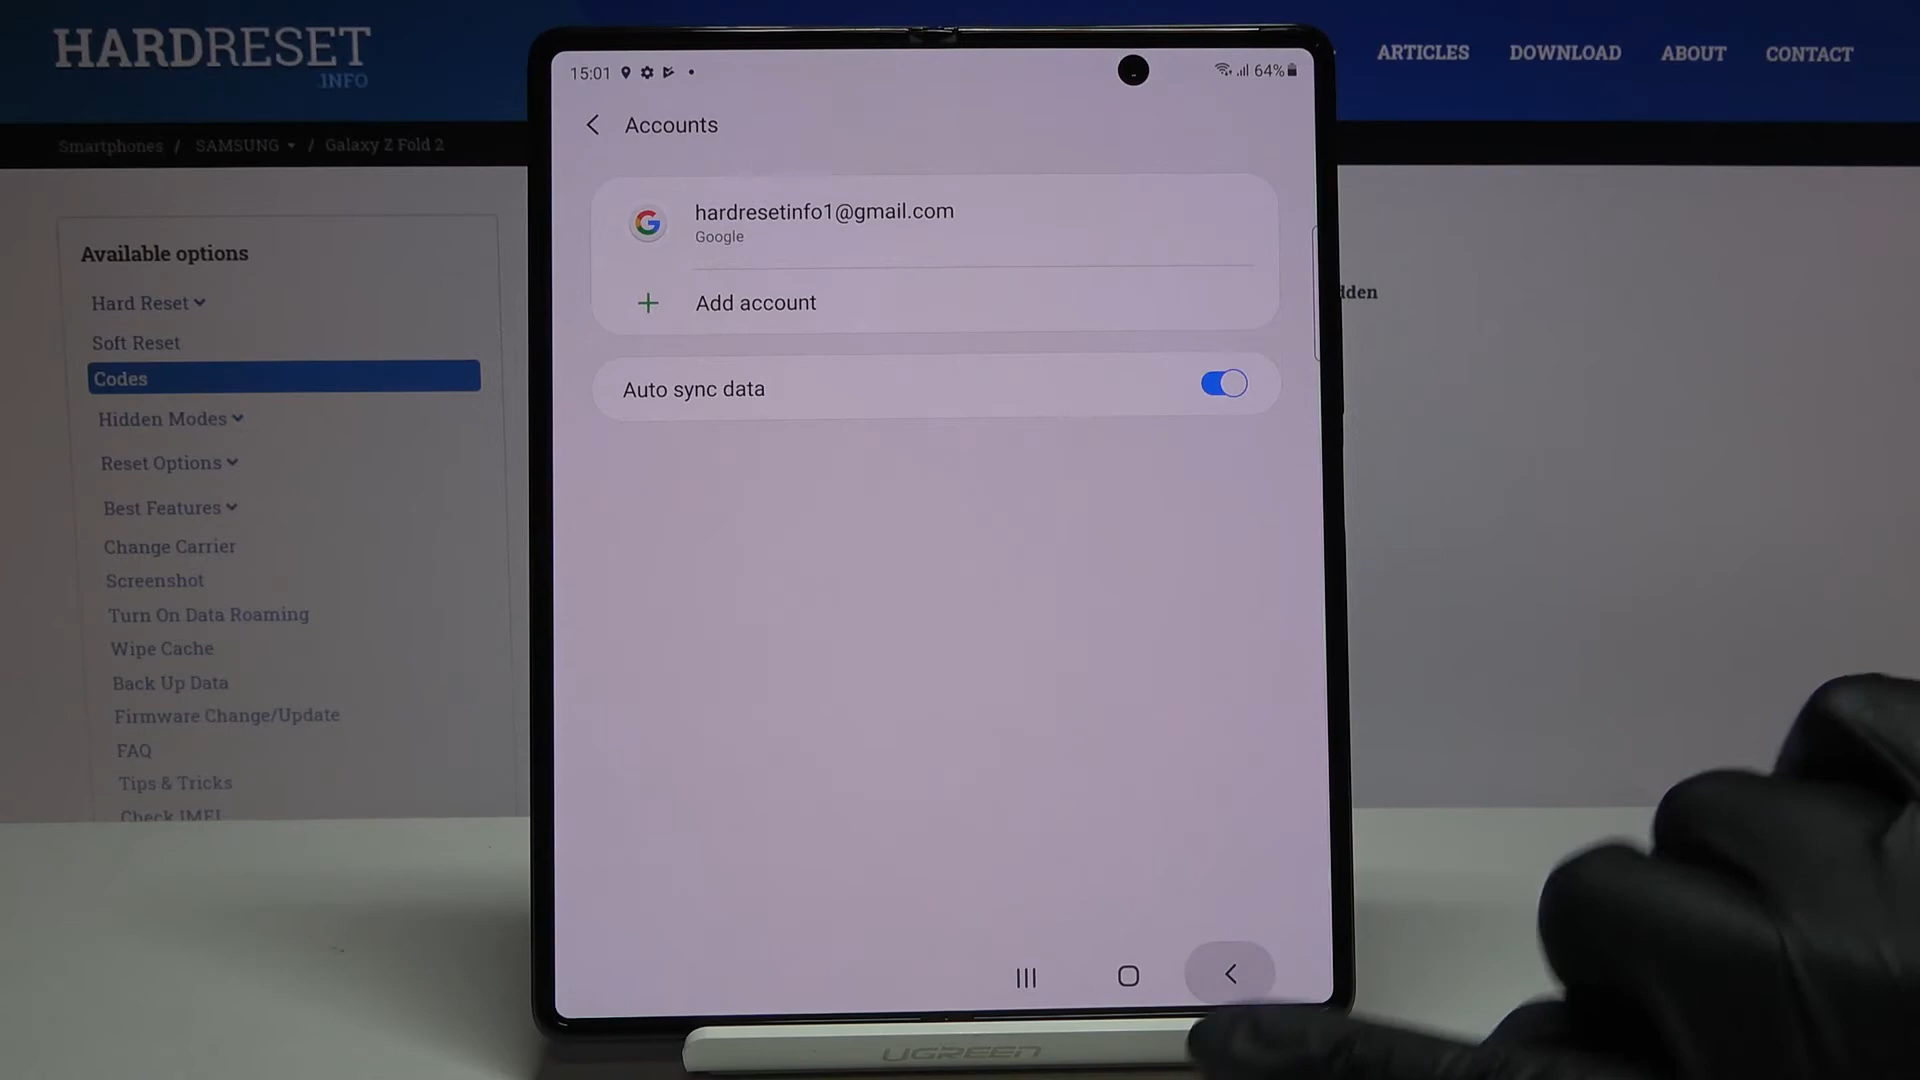 HARDRESET
.INFO
ARTICLES DOWNLOAD ABOUT CONTACT
Smartphones / SAMSUNG / Galaxy Z Fold 2
Available options
Hard Reset
Soft Reset
Codes
Hidden Modes
Reset Options
Best Features
Change Carrier
Screenshot
Turn On Data Roaming
Wipe Cache
Back Up Data
Firmware Change/Update
FAQ
Tips & Tricks
Check IMEI
15:01
64%
Accounts
hardresetinfo1@gmail.com
Google
Add account
Auto sync data
dden
UGREEN